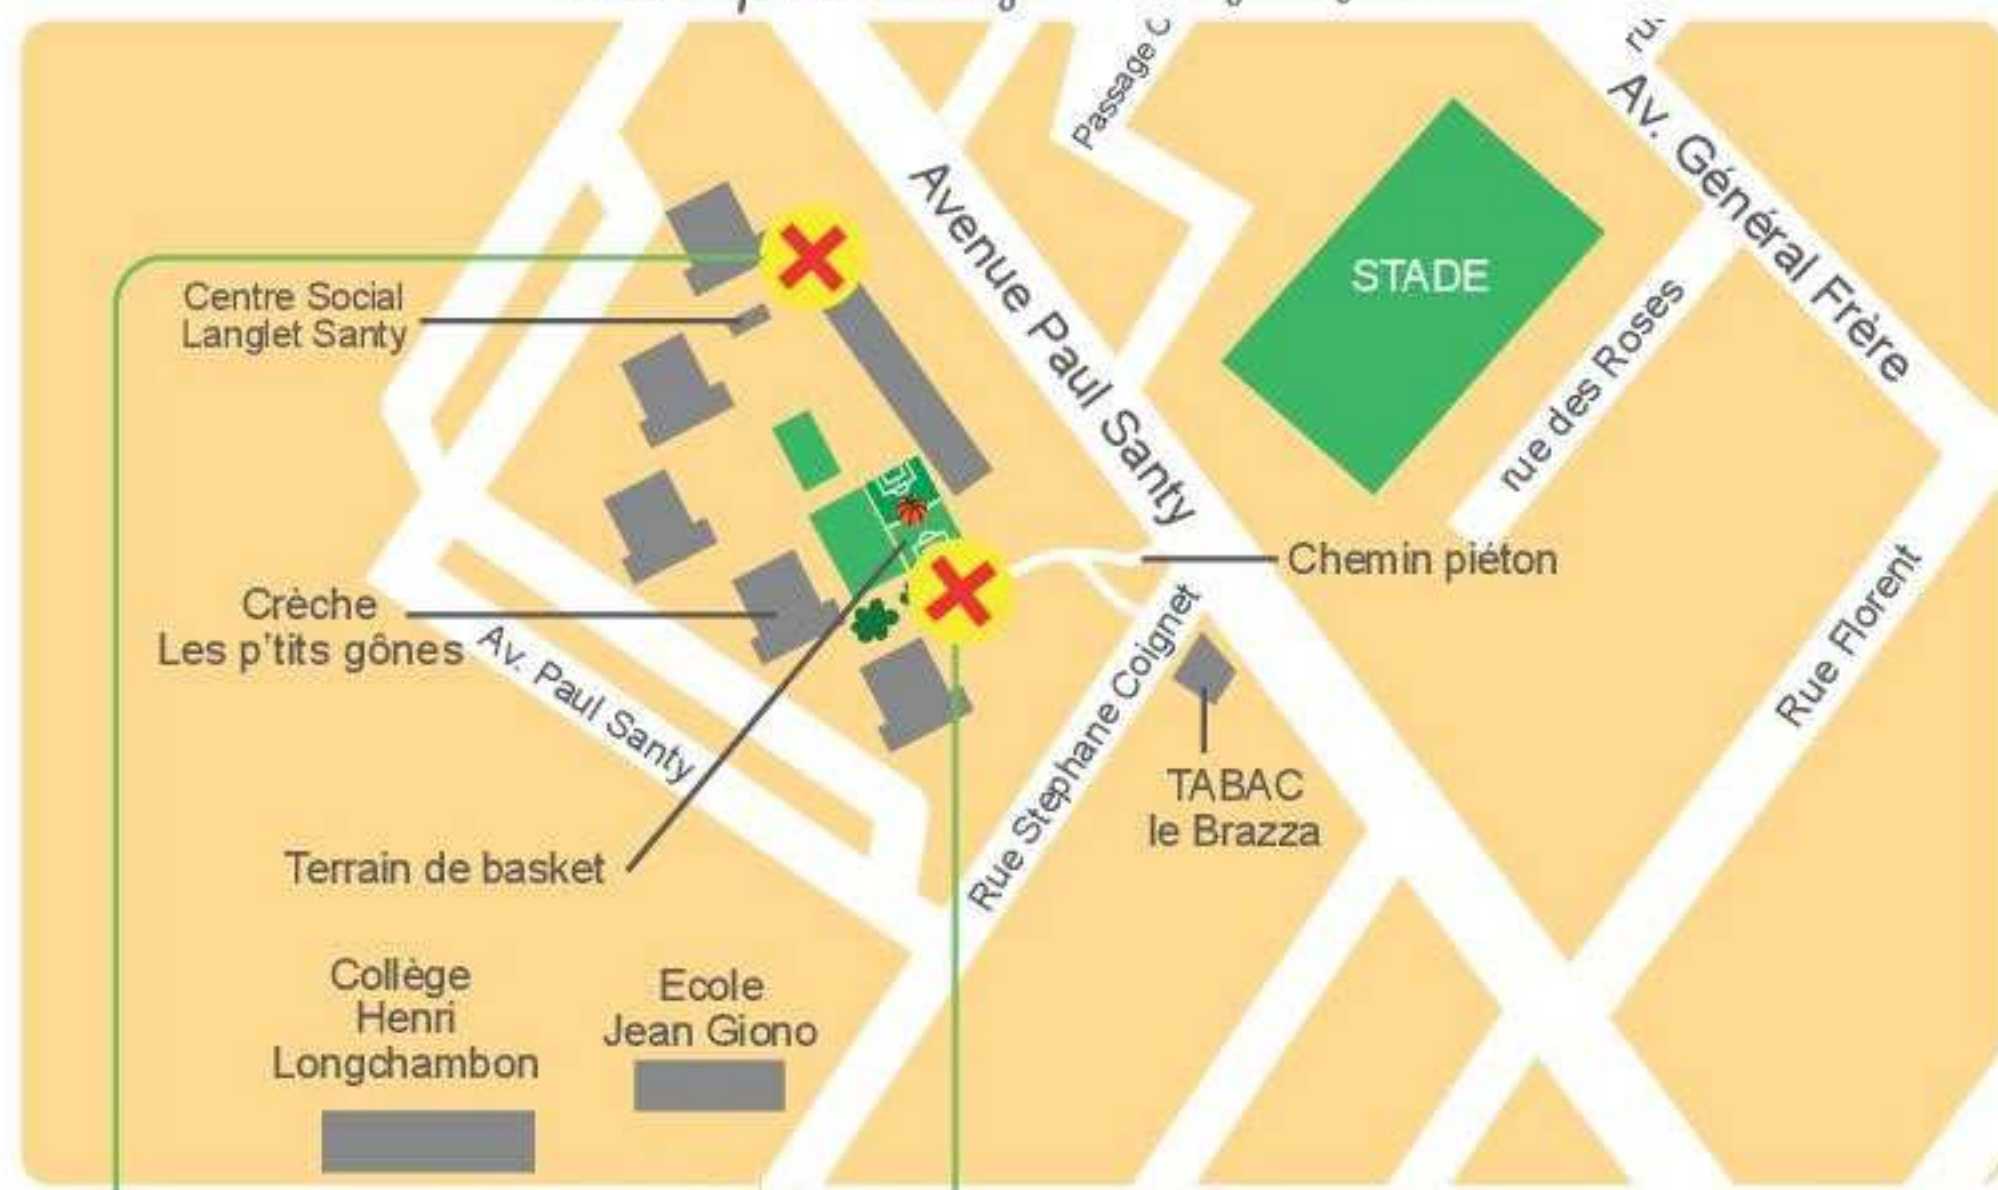 Passage
Av. Général Frère
Avenue Paul Santy
STADE
Centre Social
Langlet Santy
rue des Roses
Chemin piéton
Crèche
Les p'tits gônes
Av. Paul Santy
Rue Stephane Coignet
Rue Florent
TABAC
le Brazza
Terrain de basket
Collège
Henri
Longchambon
Ecole
Jean Giono